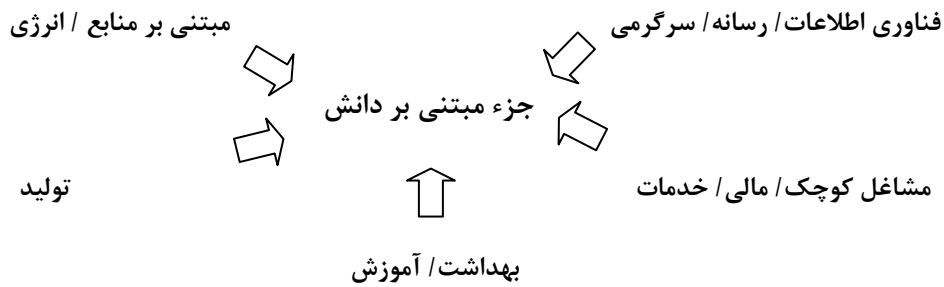 فناوری اطلاعات/ رسانه/ سرگرمی
مبتنی بر منابع / انرژی
جزء مبتنی بر دانش
مشاغل کوچک/ مالی/ خدمات
تولید
بهداشت/ آموزش